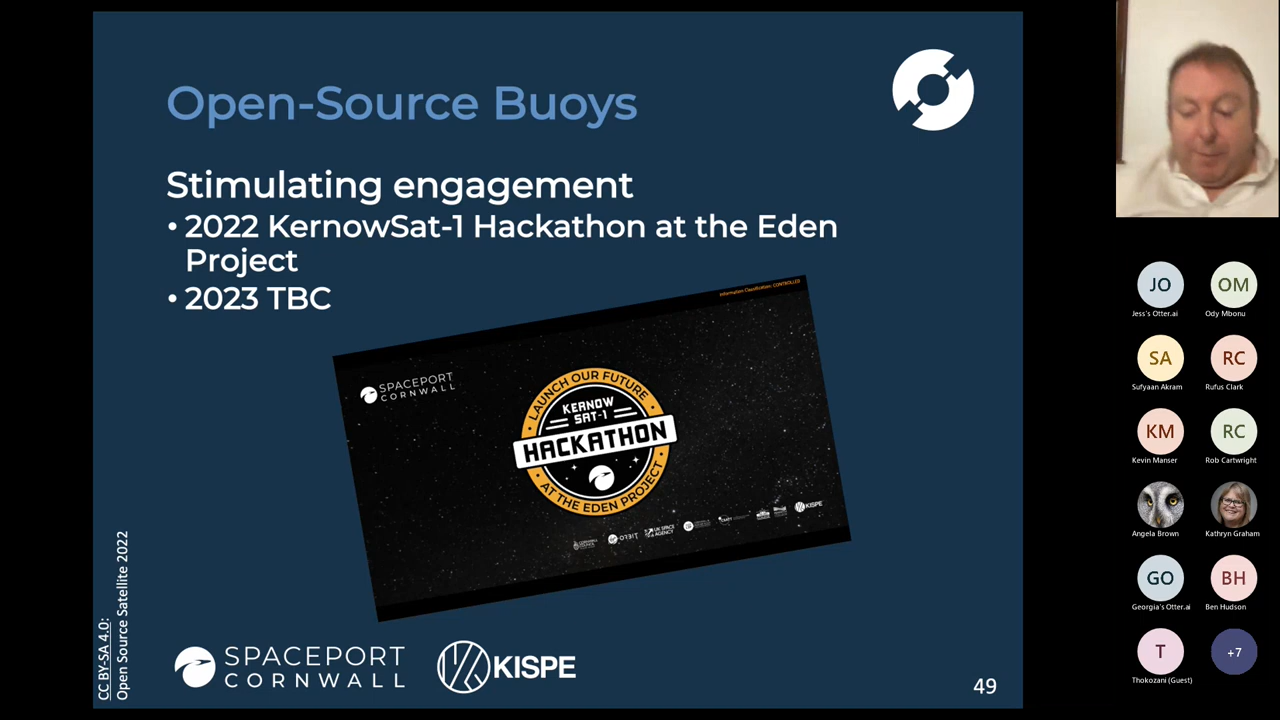 Open-Source Buoys
Stimulating engagement
• 2022 KernowSat-1 Hackathon at the Eden
Project
• 2023 TBC
Information Classification: CONTROLLED
SPACEPORT
CORNWALL
LAUNCH OUR FUTURE
KERNOW
SAT-1
HACKATHON
AT THE EDEN PROJECT
UK SPACE
AGENCY
KISPE
CC BY-SA 4.0:
Open Source Satellite 2022
SPACEPORT
CORNWALL
KISPE
49
JO
OM
Jess's Otter.ai
Ody Mbonu
SA
RC
Sufyaan Akram
Rufus Clark
KM
RC
Kevin Manser
Rob Cartwright
Angela Brown
Kathryn Graham
GO
BH
Georgia's Otter.ai
Ben Hudson
T
+7
Thokozani (Guest)